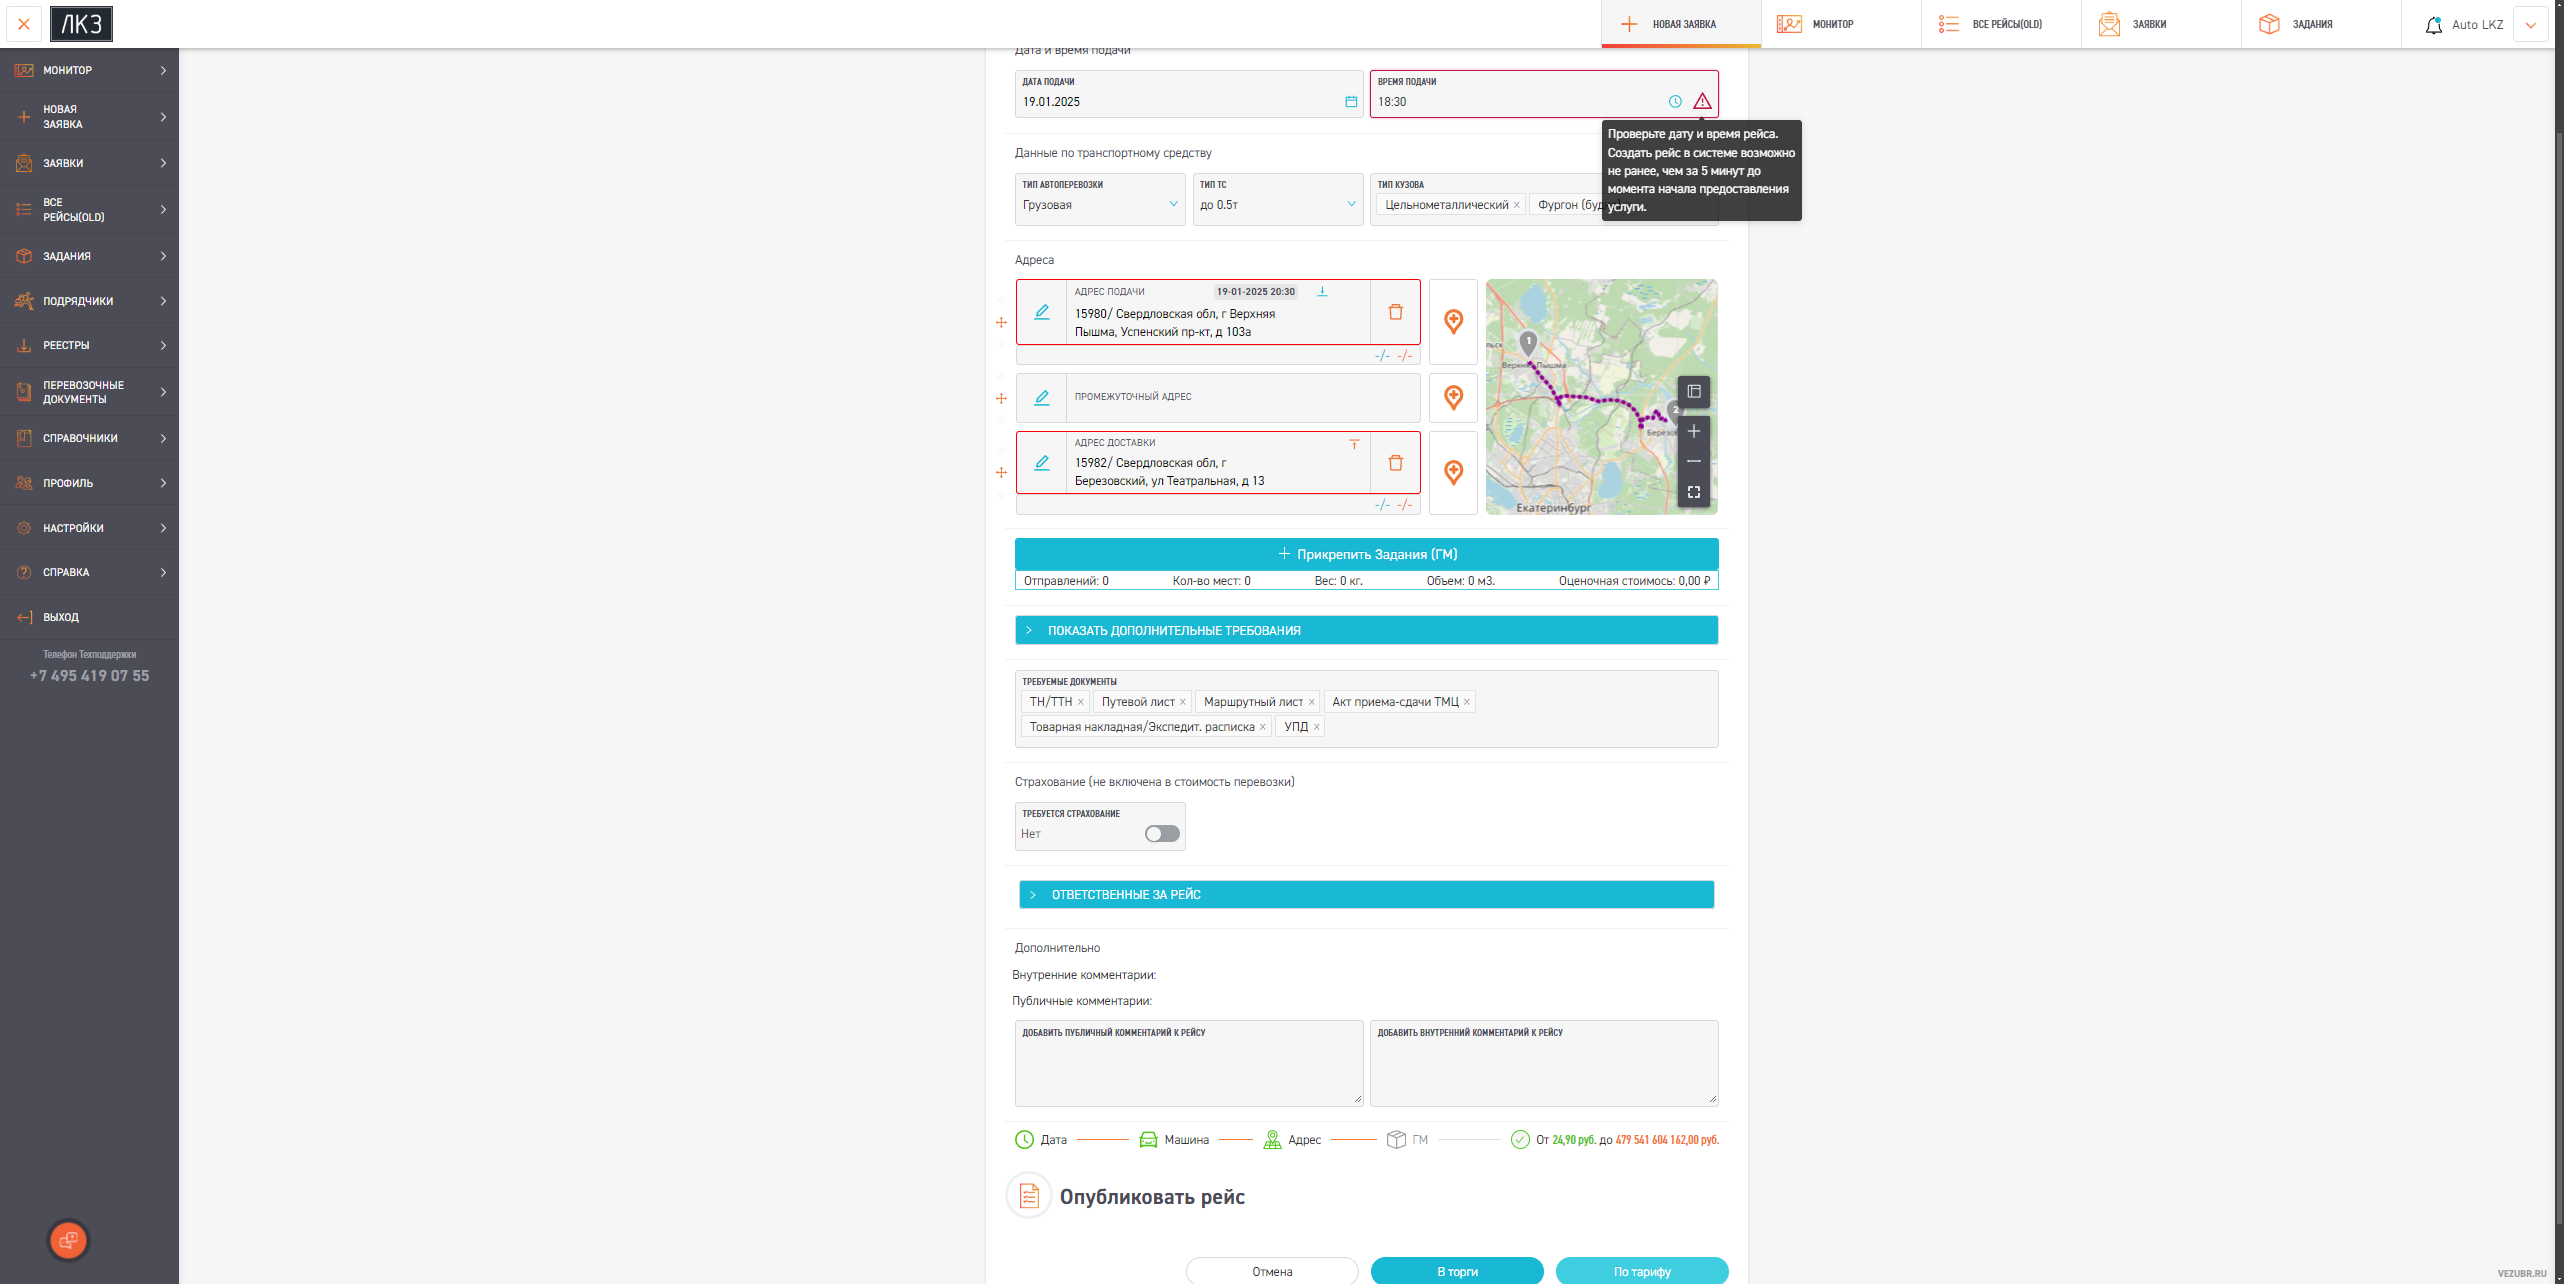 ЛКЗ
НОВАЯ ЗАЯВКА
МОНИТОР
ВСЕ РЕЙСЫ(OLD)
ЗАЯВКИ
ЗАДАНИЯ
Auto LKZ
МОНИТОР
НОВАЯ
ЗАЯВКА
ЗАЯВКИ
ВСЕ
РЕЙСЫ(OLD)
ЗАДАНИЯ
ПОДРЯДЧИКИ
РЕЕСТРЫ
ПЕРЕВОЗОЧНЫЕ
ДОКУМЕНТЫ
СПРАВОЧНИКИ
ПРОФИЛЬ
НАСТРОЙКИ
СПРАВКА
ВЫХОД
Телефон Техподдержки
+7 495 419 07 55
Дата и время подачи
ДАТА ПОДАЧИ
19.01.2025
ВРЕМЯ ПОДАЧИ
18:30
Проверьте дату и время рейса.
Создать рейс в системе возможно
не ранее, чем за 5 минут до
момента начала предоставления
услуги.
Данные по транспортному средству
ТИП АВТОПЕРЕВОЗКИ
Грузовая
ТИП ТС
до 0.5т
ТИП КУЗОВА
Цельнометаллический ×
Фургон (буд
Адреса
АДРЕС ПОДАЧИ
19-01-2025 20:30
15980/ Свердловская обл, г Верхняя
Пышма, Успенский пр-кт, д 103а
-/- -/-
ПРОМЕЖУТОЧНЫЙ АДРЕС
АДРЕС ДОСТАВКИ
15982/ Свердловская обл, г
Березовский, ул Театральная, д 13
-/- -/-
1
Верхняя Пышма
2
Березо
Екатеринбург
+ Прикрепить Задания (ГМ)
Отправлений: 0
Кол-во мест: 0
Вес: 0 кг.
Объем: 0 м3.
Оценочная стоимось: 0,00 ₽
ПОКАЗАТЬ ДОПОЛНИТЕЛЬНЫЕ ТРЕБОВАНИЯ
ТРЕБУЕМЫЕ ДОКУМЕНТЫ
ТН/ТТН × Путевой лист × Маршрутный лист × Акт приема-сдачи ТМЦ ×
Товарная накладная/Экспедит. расписка × УПД ×
Страхование (не включена в стоимость перевозки)
ТРЕБУЕТСЯ СТРАХОВАНИЕ
Нет
ОТВЕТСТВЕННЫЕ ЗА РЕЙС
Дополнительно
Внутренние комментарии:
Публичные комментарии:
ДОБАВИТЬ ПУБЛИЧНЫЙ КОММЕНТАРИЙ К РЕЙСУ
ДОБАВИТЬ ВНУТРЕННИЙ КОММЕНТАРИЙ К РЕЙСУ
Дата
Машина
Адрес
ГМ
От 24,90 руб. до 479 541 604 162,00 руб.
Опубликовать рейс
Отмена
В торги
По тарифу
VEZUBR.RU